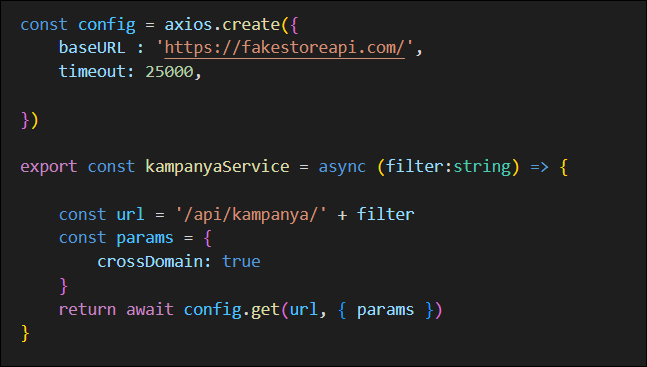 const config = axios.create({
baseURL : 'https://fakestoreapi.com/',
timeout: 25000,
})
export const kampanyaService = async (filter:string) => {
const url = '/api/kampanya/' + filter
const params = {
crossDomain: true
}
return await config.get(url, { params })
}